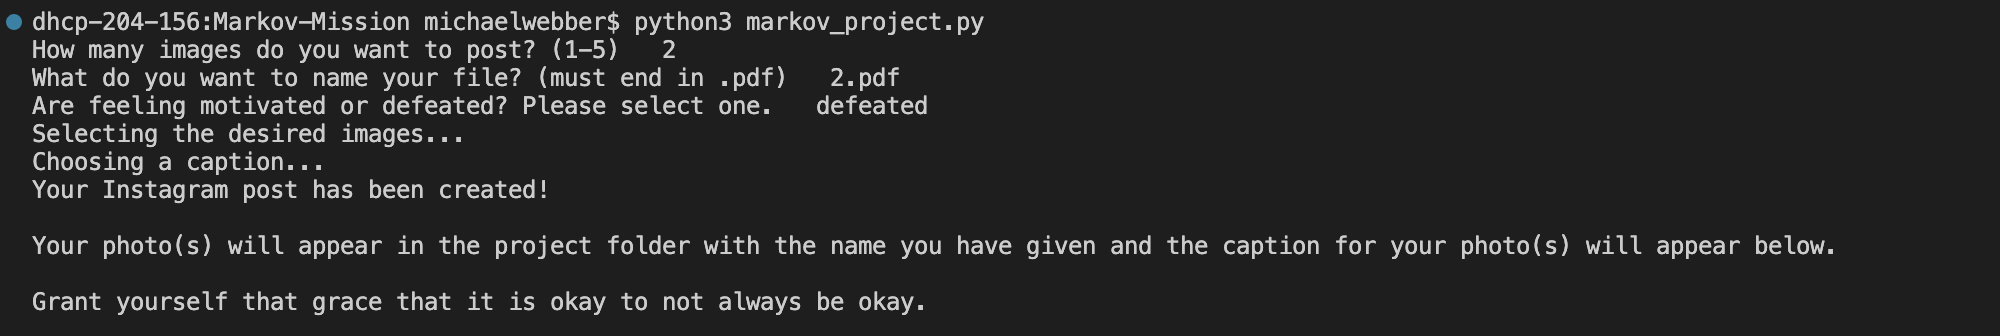 dhcp-204-156:Markov-Mission michaelwebber$ python3 markov_project.py
How many images do you want to post? (1-5)   2
What do you want to name your file? (must end in .pdf)   2.pdf
Are feeling motivated or defeated? Please select one.   defeated
Selecting the desired images...
Choosing a caption...
Your Instagram post has been created!
Your photo(s) will appear in the project folder with the name you have given and the caption for your photo(s) will appear below.
Grant yourself that grace that it is okay to not always be okay.